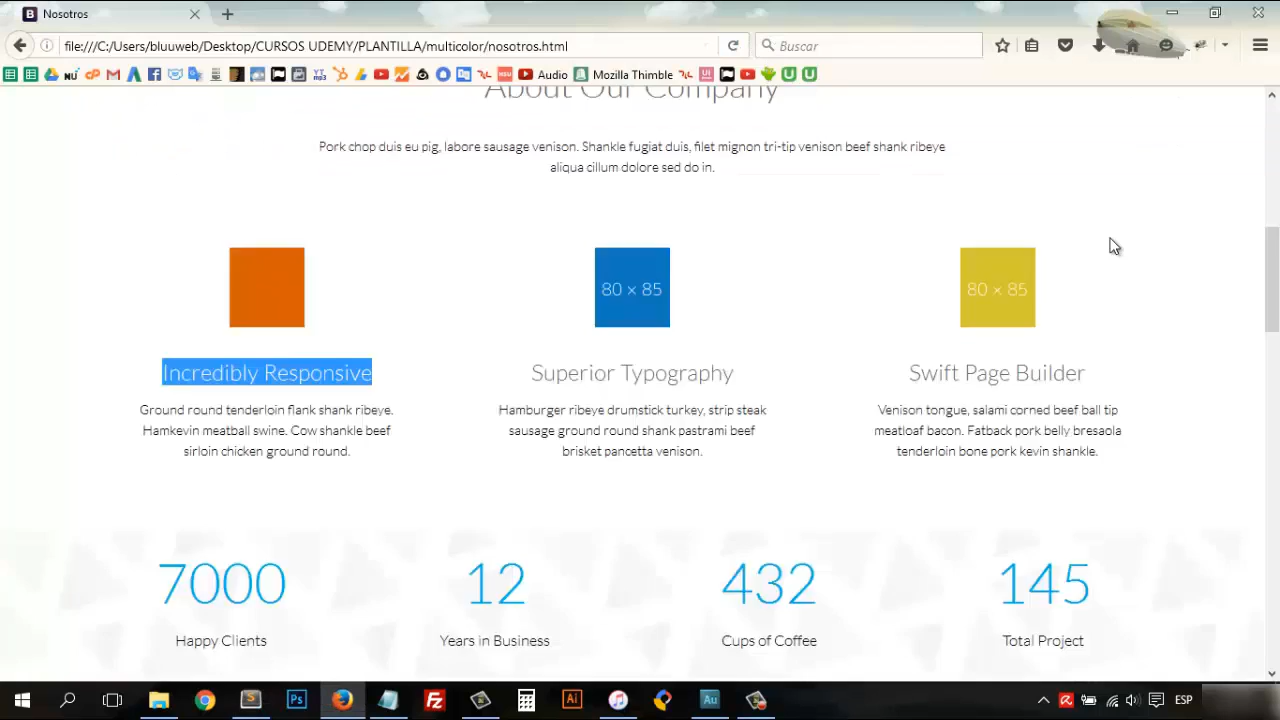 Nosotros
file:///C:/Users/bluuweb/Desktop/CURSOS UDEMY/PLANTILLA/multicolor/nosotros.html
Buscar
Audio
Mozilla Thimble
About Our Company
Pork chop duis eu pig, labore sausage venison. Shankle fugiat duis, filet mignon tri-tip venison beef shank ribeye
aliqua cillum dolore sed do in.
80 × 85
80 × 85
Incredibly Responsive
Superior Typography
Swift Page Builder
Ground round tenderloin flank shank ribeye.
Hamkevin meatball swine. Cow shankle beef
sirloin chicken ground round.
Hamburger ribeye drumstick turkey, strip steak
sausage ground round shank pastrami beef
brisket pancetta venison.
Venison tongue, salami corned beef ball tip
meatloaf bacon. Fatback pork belly bresaola
tenderloin bone pork kevin shankle.
7000
12
432
145
Happy Clients
Years in Business
Cups of Coffee
Total Project
ESP